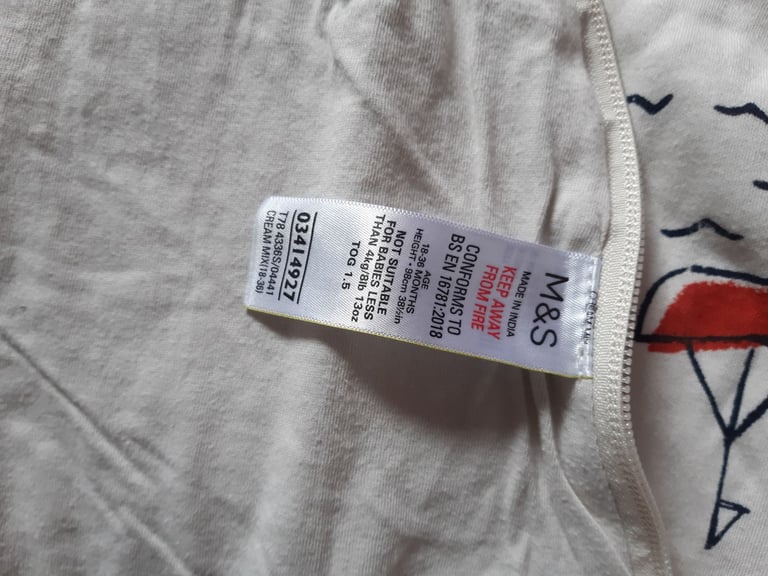 M&S
MADE IN INDIA
KEEP AWAY
FROM FIRE
CONFORMS TO
BS EN 16781:2018
AGE
18-36 MONTHS
HEIGHT - 98cm 38½in
NOT SUITABLE
FOR BABIES LESS
THAN 4kg/8lb 13oz
TOG 1.5
03414927
T78 4336S/04441
CREAM MIX(18-36)